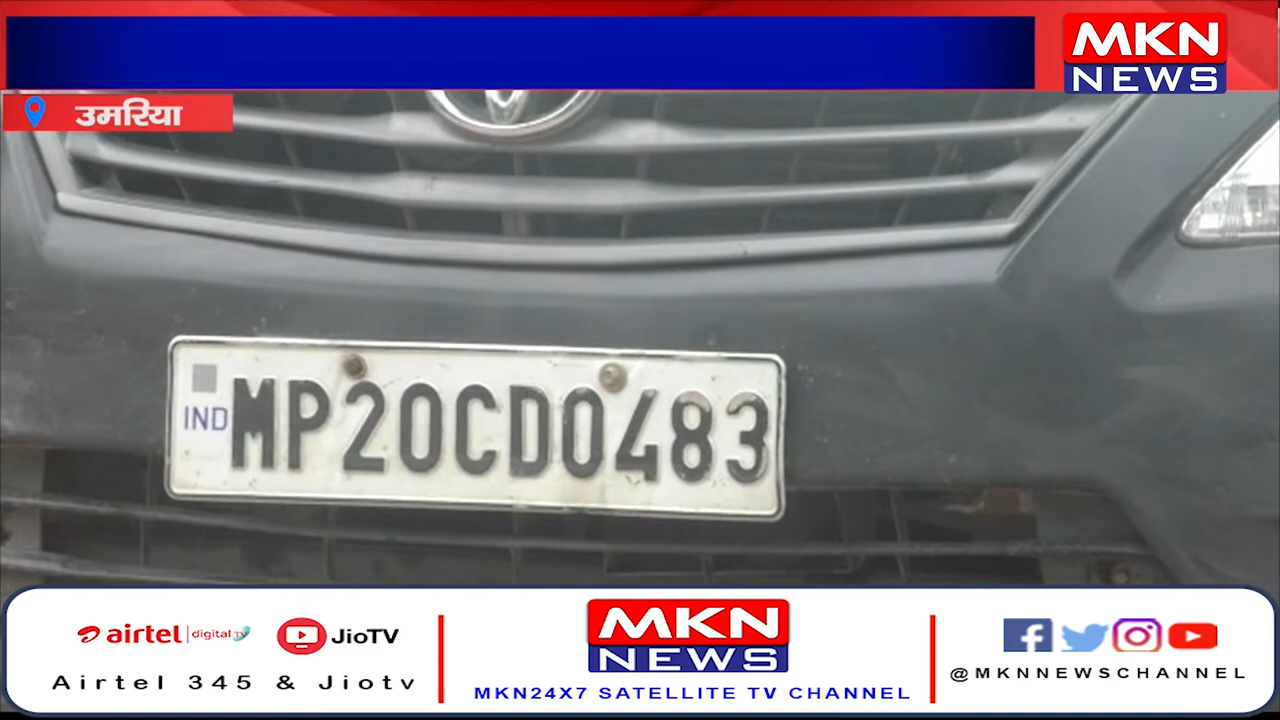 MKN
NEWS
उमरिया
IND MP20CD0483
airtel digital TV
JioTV
Airtel 345 & Jiotv
MKN
NEWS
MKN24X7 SATELLITE TV CHANNEL
@MKNNEWSCHANNEL